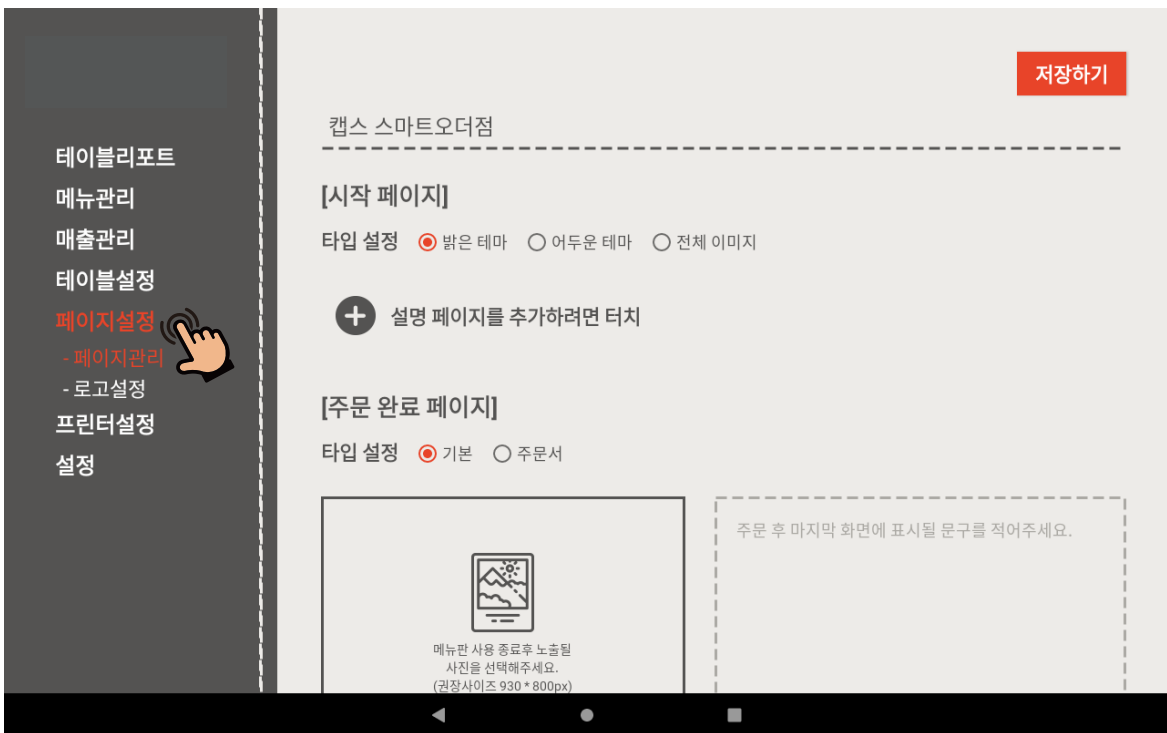 저장하기
캡스 스마트오더점
테이블리포트
메뉴관리
매출관리
테이블설정
페이지설정
- 페이지관리
- 로고설정
프린터설정
설정
[시작 페이지]
타입 설정 밝은 테마 어두운 테마 전체 이미지
설명 페이지를 추가하려면 터치
[주문 완료 페이지]
타입 설정 기본 주문서
메뉴판 사용 종료후 노출될
사진을 선택해주세요.
(권장사이즈 930 * 800px)
주문 후 마지막 화면에 표시될 문구를 적어주세요.